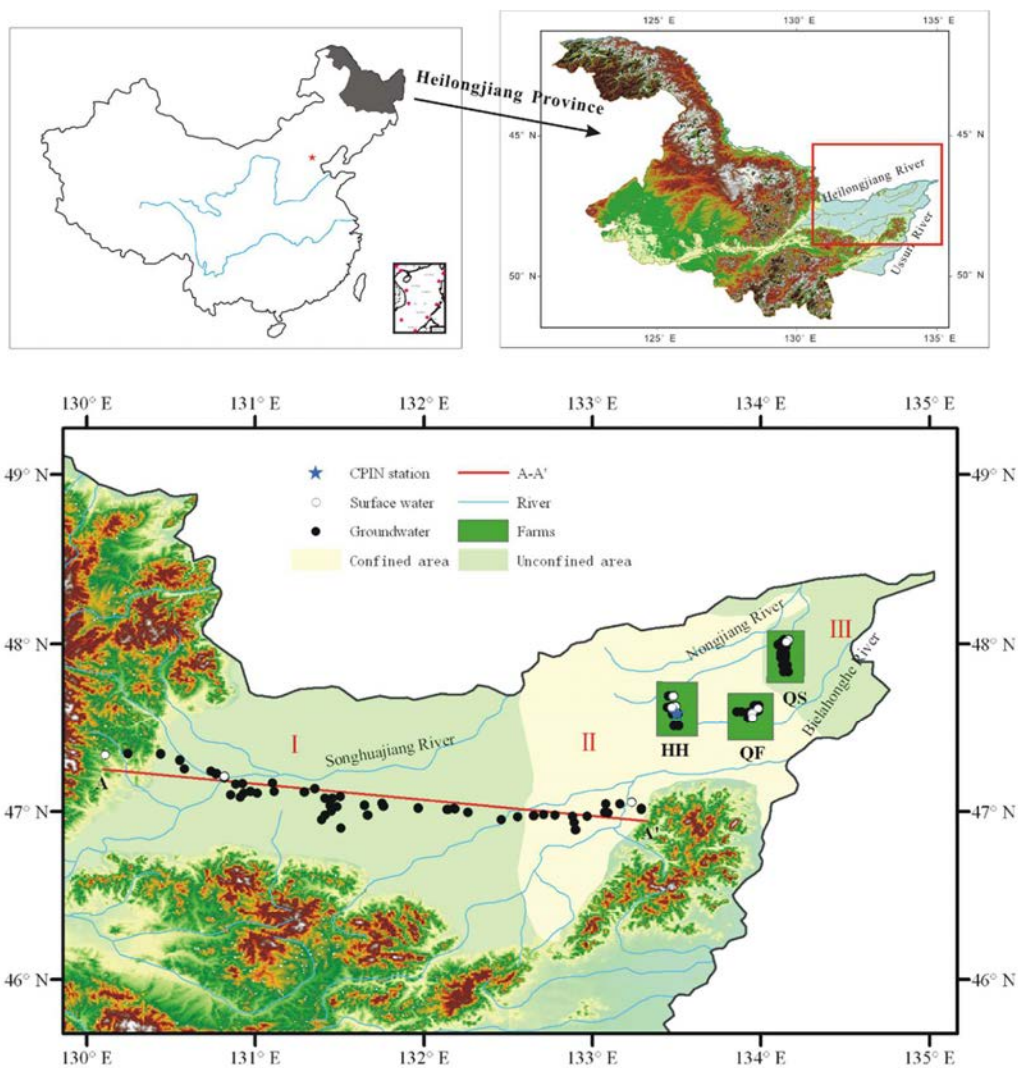 Heilongjiang Province
125° E 130° E 135° E
45° N 45° N
Heilongjiang River
Ussuri River
50° N 50° N
125° E 130° E 135° E
130° E 131° E 132° E 133° E 134° E 135° E
49° N 49° N
CPIN station A-A'
Surface water River
Groundwater Farms
Confined area Unconfined area
48° N 48° N
Nongjiang River
III
Bielahonghe River
QS
I
II
Songhuajiang River
HH QF
A
47° N 47° N
A'
46° N 46° N
130° E 131° E 132° E 133° E 134° E 135° E